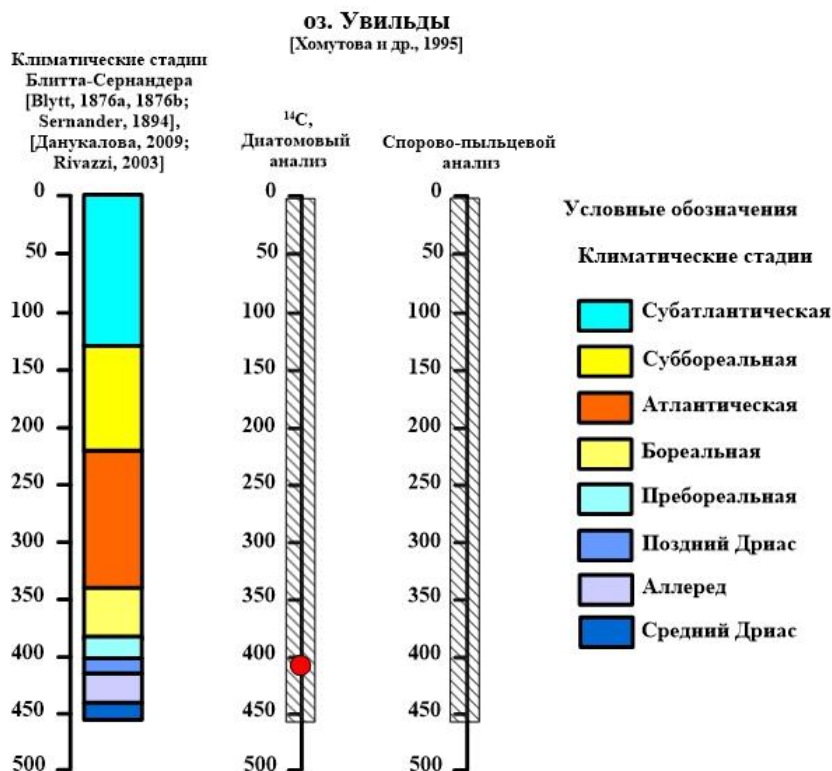 оз. Увильды
[Хомутова и др., 1995]
Климатические стадии
Блитта-Сернандера
[Blytt, 1876a, 1876b;
Sernander, 1894],
[Данукалова, 2009;
Rivazzi, 2003]
0
50
100
150
200
250
300
350
400
450
500
¹⁴C,
Диатомовый
анализ
0
50
100
150
200
250
300
350
400
450
500
Спорово-пыльцевой
анализ
0
50
100
150
200
250
300
350
400
450
500
Условные обозначения
Климатические стадии
Субатлантическая
Суббореальная
Атлантическая
Бореальная
Пребореальная
Поздний Дриас
Аллеред
Средний Дриас